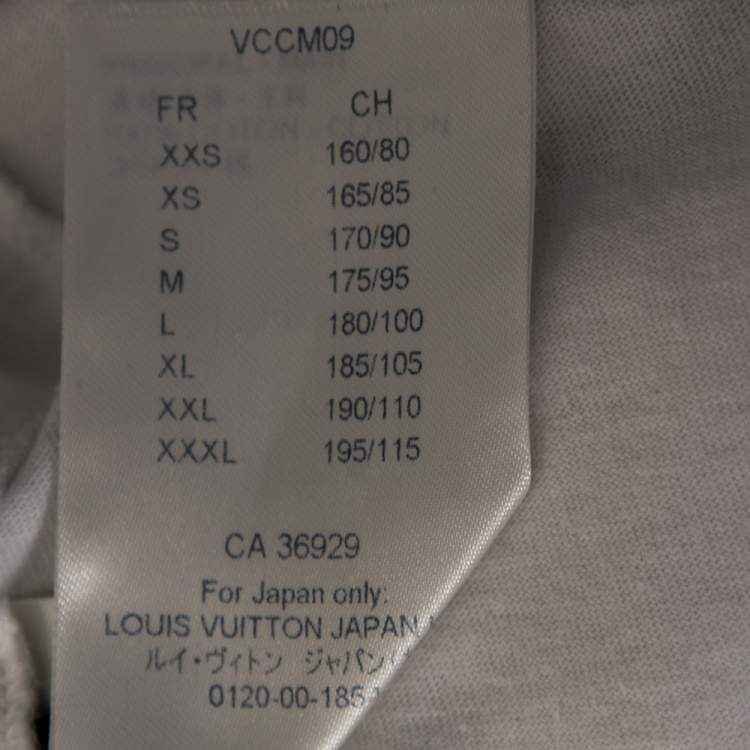 VCCM09
FR CH
XXS 160/80
XS 165/85
S 170/90
M 175/95
L 180/100
XL 185/105
XXL 190/110
XXXL 195/115
CA 36929
For Japan only:
LOUIS VUITTON JAPAN
ルイ・ヴィトン ジャパン
0120-00-1854